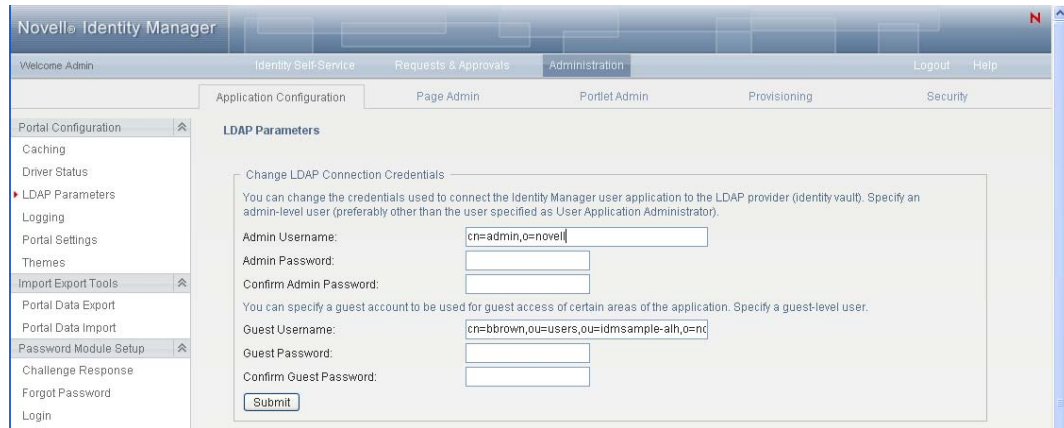 Novell® Identity Manager
N
Welcome Admin
Identity Self-Service
Requests & Approvals
Administration
Logout
Help
Application Configuration
Page Admin
Portlet Admin
Provisioning
Security
Portal Configuration
Caching
Driver Status
LDAP Parameters
Logging
Portal Settings
Themes
Import Export Tools
Portal Data Export
Portal Data Import
Password Module Setup
Challenge Response
Forgot Password
Login
LDAP Parameters
Change LDAP Connection Credentials
You can change the credentials used to connect the Identity Manager user application to the LDAP provider (identity vault). Specify an
admin-level user (preferably other than the user specified as User Application Administrator).
Admin Username:
cn=admin,o=novell
Admin Password:
Confirm Admin Password:
You can specify a guest account to be used for guest access of certain areas of the application. Specify a guest-level user.
Guest Username:
cn=bbrown,ou=users,ou=idmsample-alh,o=nc
Guest Password:
Confirm Guest Password:
Submit